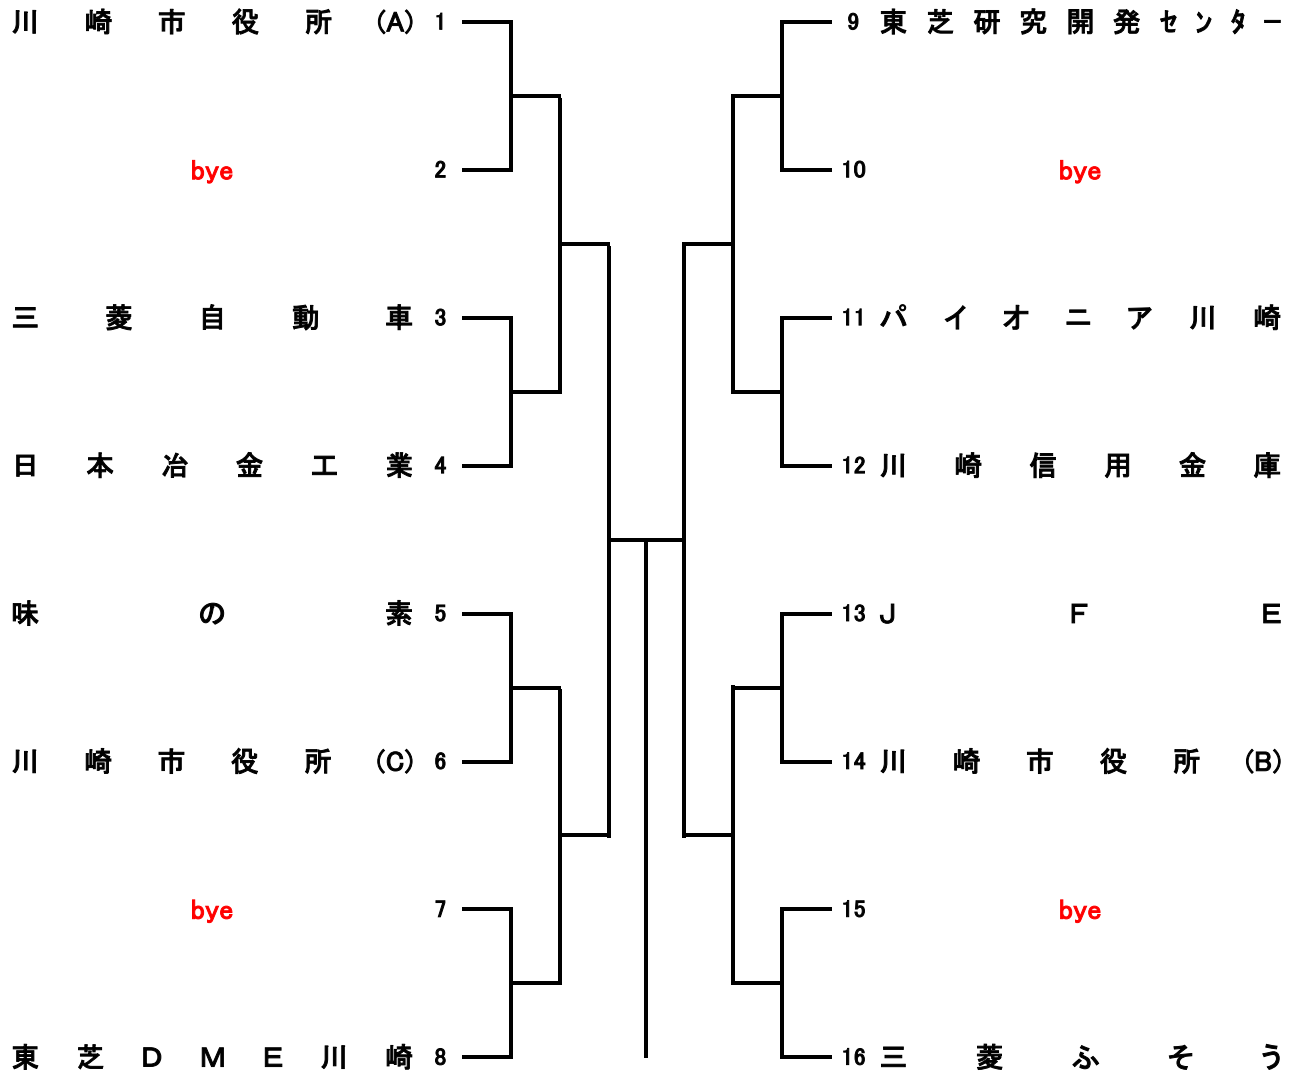 川崎市役所(A) 1
bye 2
三菱自動車 3
日本冶金工業 4
味の素 5
川崎市役所(C) 6
bye 7
東芝DME川崎 8
9 東芝研究開発センター
10 bye
11 パイオニア川崎
12 川崎信用金庫
13 JFE
14 川崎市役所(B)
15 bye
16 三菱ふそう